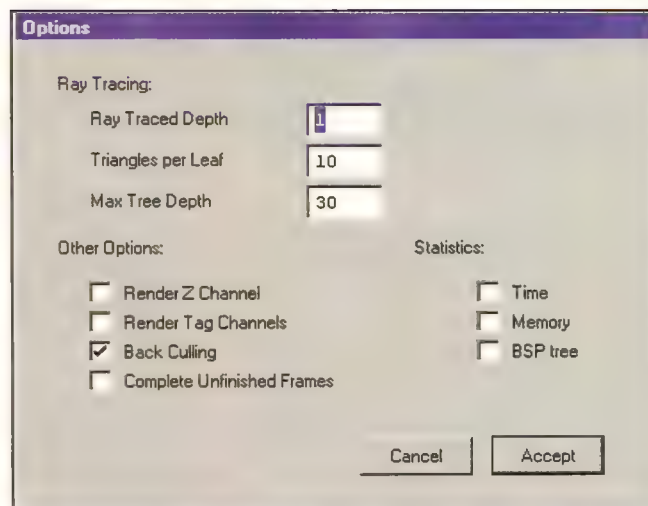 Options
Ray Tracing:
Ray Traced Depth 1
Triangles per Leaf 10
Max Tree Depth 30
Other Options:
Render Z Channel
Render Tag Channels
Back Culling
Complete Unfinished Frames
Statistics:
Time
Memory
BSP tree
Cancel
Accept